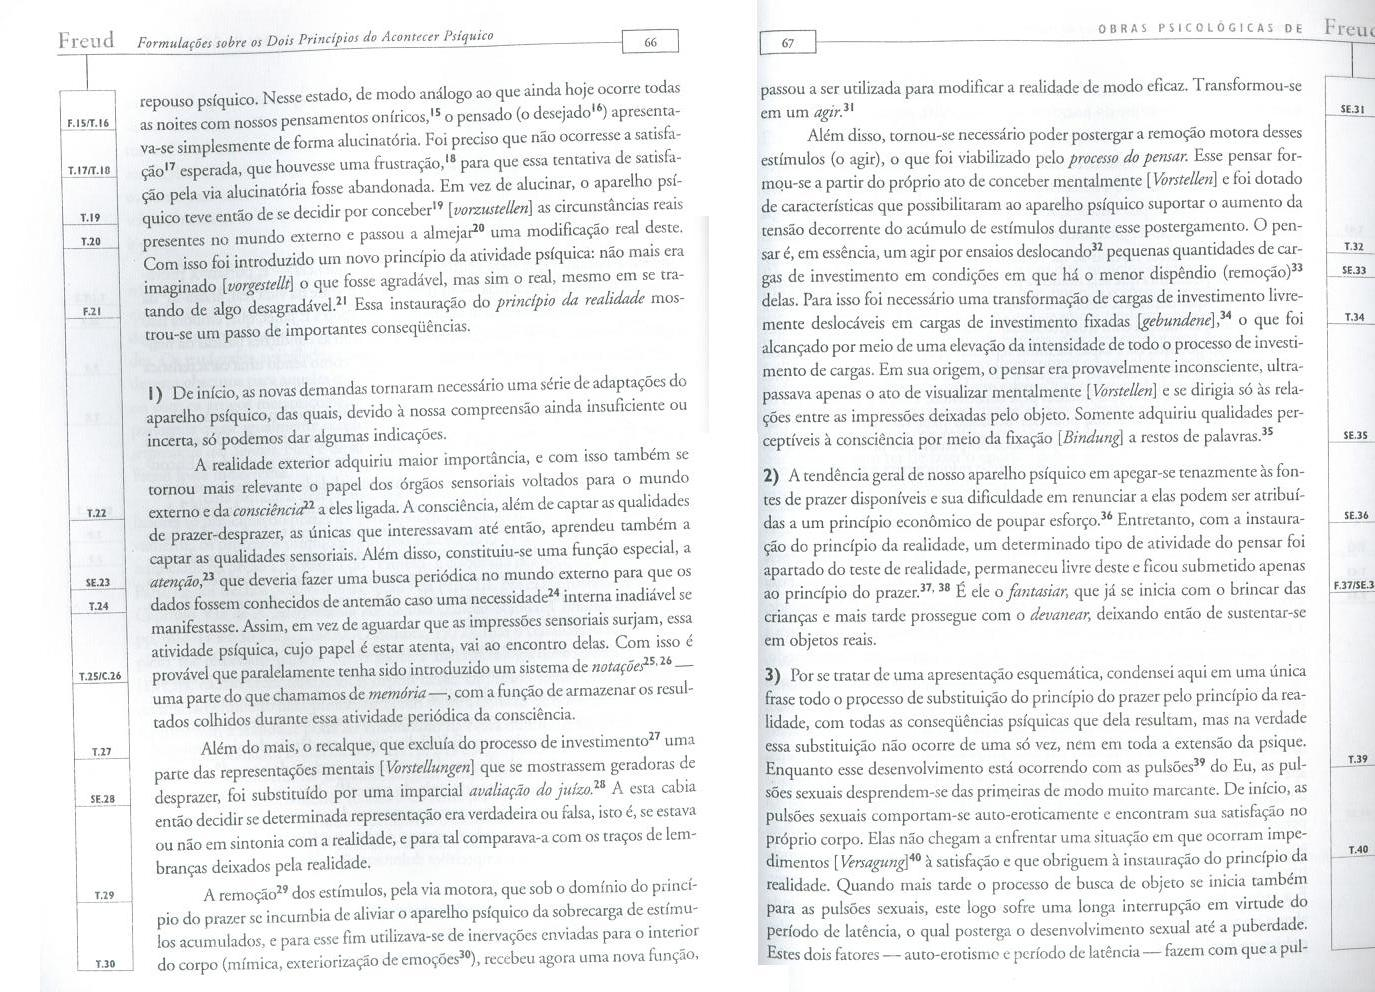 Freud Formulações sobre os Dois Princípios do Acontecer Psíquico 66
repouso psíquico. Nesse estado, de modo análogo ao que ainda hoje ocorre todas
F.15/T.16 as noites com nossos pensamentos oníricos,15 o pensado (o desejado16) apresenta-
va-se simplesmente de forma alucinatória. Foi preciso que não ocorresse a satisfa-
T.17/T.18 ção17 esperada, que houvesse uma frustração,18 para que essa tentativa de satisfa-
ção pela via alucinatória fosse abandonada. Em vez de alucinar, o aparelho psí-
T.19 quico teve então de se decidir por conceber19 [vorzustellen] as circunstâncias reais
T.20 presentes no mundo externo e passou a almejar20 uma modificação real deste.
Com isso foi introduzido um novo princípio da atividade psíquica: não mais era
imaginado [vorgestellt] o que fosse agradável, mas sim o real, mesmo em se tra-
F.21 tando de algo desagradável.21 Essa instauração do princípio da realidade mos-
trou-se um passo de importantes conseqüências.
1) De início, as novas demandas tornaram necessário uma série de adaptações do
aparelho psíquico, das quais, devido à nossa compreensão ainda insuficiente ou
incerta, só podemos dar algumas indicações.
A realidade exterior adquiriu maior importância, e com isso também se
tornou mais relevante o papel dos órgãos sensoriais voltados para o mundo
T.22 externo e da consciência22 a eles ligada. A consciência, além de captar as qualidades
de prazer-desprazer, as únicas que interessavam até então, aprendeu também a
captar as qualidades sensoriais. Além disso, constituiu-se uma função especial, a
SE.23 atenção,23 que deveria fazer uma busca periódica no mundo externo para que os
T.24 dados fossem conhecidos de antemão caso uma necessidade24 interna inadiável se
manifestasse. Assim, em vez de aguardar que as impressões sensoriais surjam, essa
atividade psíquica, cujo papel é estar atenta, vai ao encontro delas. Com isso é
T.25/C.26 provável que paralelamente tenha sido introduzido um sistema de notações25, 26 —
uma parte do que chamamos de memória —, com a função de armazenar os resul-
tados colhidos durante essa atividade periódica da consciência.
T.27 Além do mais, o recalque, que excluía do processo de investimento27 uma
parte das representações mentais [Vorstellungen] que se mostrassem geradoras de
SE.28 desprazer, foi substituído por uma imparcial avaliação do juízo.28 A esta cabia
então decidir se determinada representação era verdadeira ou falsa, isto é, se estava
ou não em sintonia com a realidade, e para tal comparava-a com os traços de lem-
branças deixados pela realidade.
T.29 A remoção29 dos estímulos, pela via motora, que sob o domínio do princí-
pio do prazer se incumbia de aliviar o aparelho psíquico da sobrecarga de estímu-
los acumulados, e para esse fim utilizava-se de inervações enviadas para o interior
T.30 do corpo (mímica, exteriorização de emoções30), recebeu agora uma nova função,
67 OBRAS PSICOLÓGICAS DE Freud
passou a ser utilizada para modificar a realidade de modo eficaz. Transformou-se
em um agir.31 SE.31
Além disso, tornou-se necessário poder postergar a remoção motora desses
estímulos (o agir), o que foi viabilizado pelo processo do pensar. Esse pensar for-
mou-se a partir do próprio ato de conceber mentalmente [Vorstellen] e foi dotado
de características que possibilitaram ao aparelho psíquico suportar o aumento da
tensão decorrente do acúmulo de estímulos durante esse postergamento. O pen-
sar é, em essência, um agir por ensaios deslocando32 pequenas quantidades de car- T.32
gas de investimento em condições em que há o menor dispêndio (remoção)33 SE.33
delas. Para isso foi necessário uma transformação de cargas de investimento livre-
mente deslocáveis em cargas de investimento fixadas [gebundene],34 o que foi T.34
alcançado por meio de uma elevação da intensidade de todo o processo de investi-
mento de cargas. Em sua origem, o pensar era provavelmente inconsciente, ultra-
passava apenas o ato de visualizar mentalmente [Vorstellen] e se dirigia só às rela-
ções entre as impressões deixadas pelo objeto. Somente adquiriu qualidades per-
ceptíveis à consciência por meio da fixação [Bindung] a restos de palavras.35 SE.35
2) A tendência geral de nosso aparelho psíquico em apegar-se tenazmente às fon-
tes de prazer disponíveis e sua dificuldade em renunciar a elas podem ser atribuí-
das a um princípio econômico de poupar esforço.36 Entretanto, com a instaura- SE.36
ção do princípio da realidade, um determinado tipo de atividade do pensar foi
apartado do teste de realidade, permaneceu livre deste e ficou submetido apenas
ao princípio do prazer.37, 38 É ele o fantasiar, que já se inicia com o brincar das F.37/SE.3
crianças e mais tarde prossegue com o devanear, deixando então de sustentar-se
em objetos reais.
3) Por se tratar de uma apresentação esquemática, condensei aqui em uma única
frase todo o processo de substituição do princípio do prazer pelo princípio da rea-
lidade, com todas as conseqüências psíquicas que dela resultam, mas na verdade
essa substituição não ocorre de uma só vez, nem em toda a extensão da psique.
Enquanto esse desenvolvimento está ocorrendo com as pulsões39 do Eu, as pul- T.39
sões sexuais desprendem-se das primeiras de modo muito marcante. De início, as
pulsões sexuais comportam-se auto-eroticamente e encontram sua satisfação no
próprio corpo. Elas não chegam a enfrentar uma situação em que ocorram impe-
dimentos [Versagung]40 à satisfação e que obriguem à instauração do princípio da T.40
realidade. Quando mais tarde o processo de busca de objeto se inicia também
para as pulsões sexuais, este logo sofre uma longa interrupção em virtude do
período de latência, o qual posterga o desenvolvimento sexual até a puberdade.
Estes dois fatores — auto-erotismo e período de latência — fazem com que a pul-